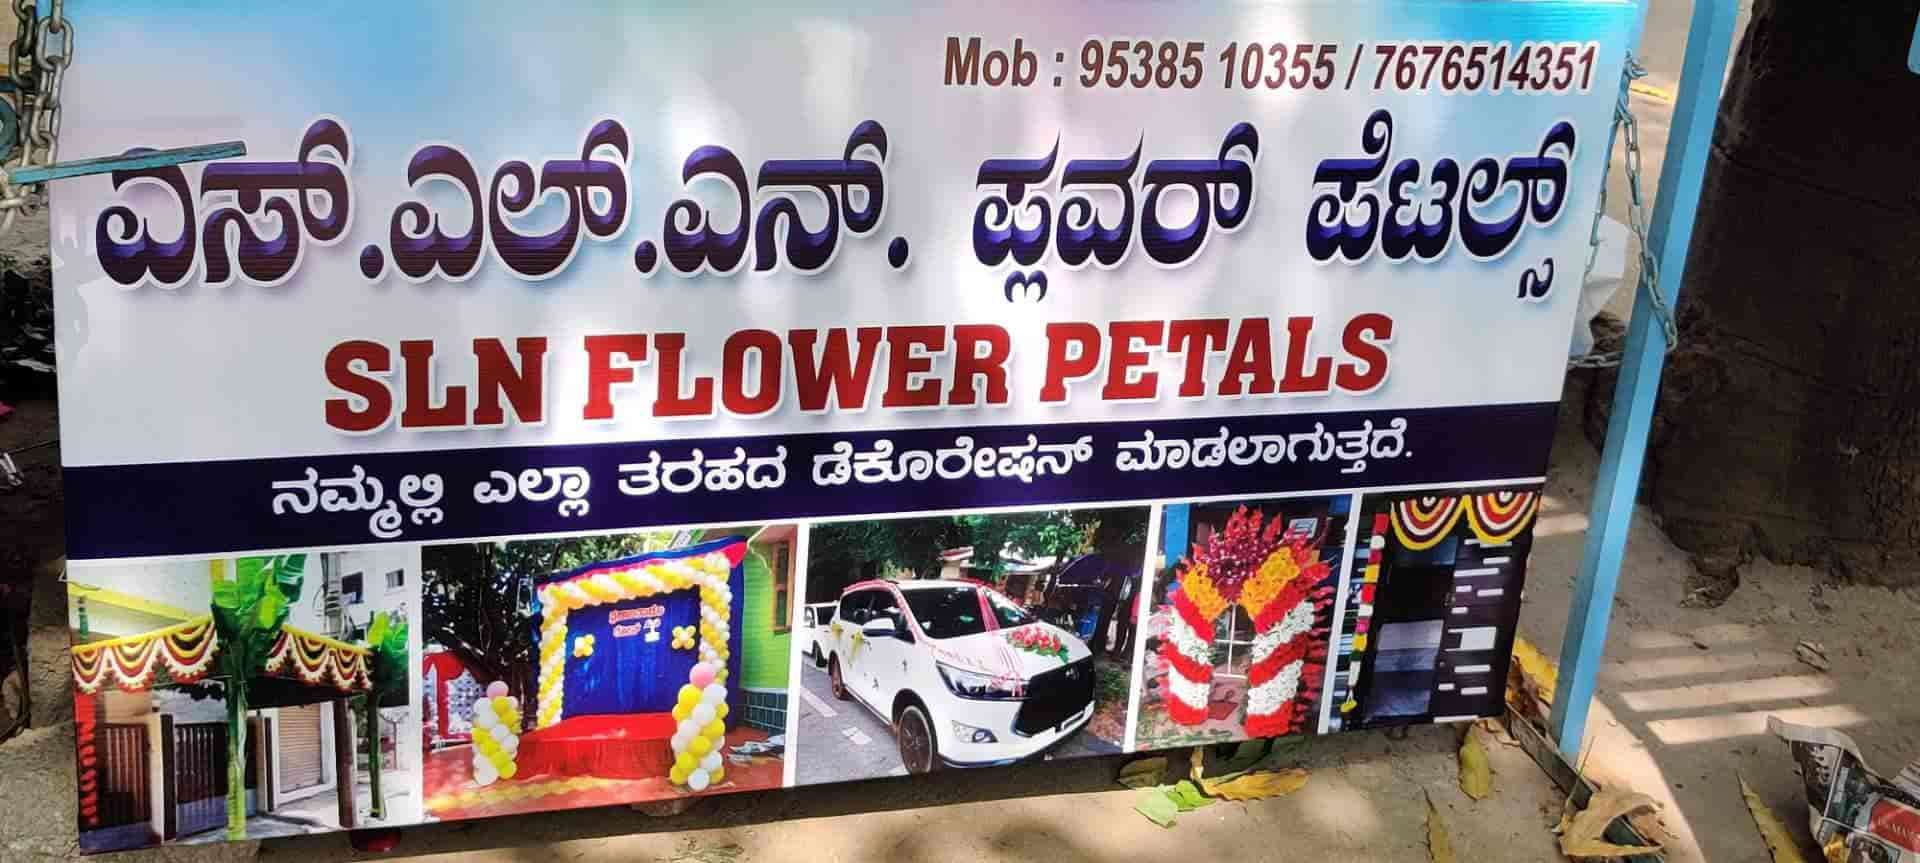 Mob : 95385 10355 / 7676514351
ಎಸ್.ಎಲ್.ಎನ್. ಪ್ಲವರ್ ಪೆಟಲ್ಸ್
SLN FLOWER PETALS
ನಮ್ಮಲ್ಲಿ ಎಲ್ಲಾ ತರಹದ ಡೆಕೊರೇಷನ್ ಮಾಡಲಾಗುತ್ತದೆ.